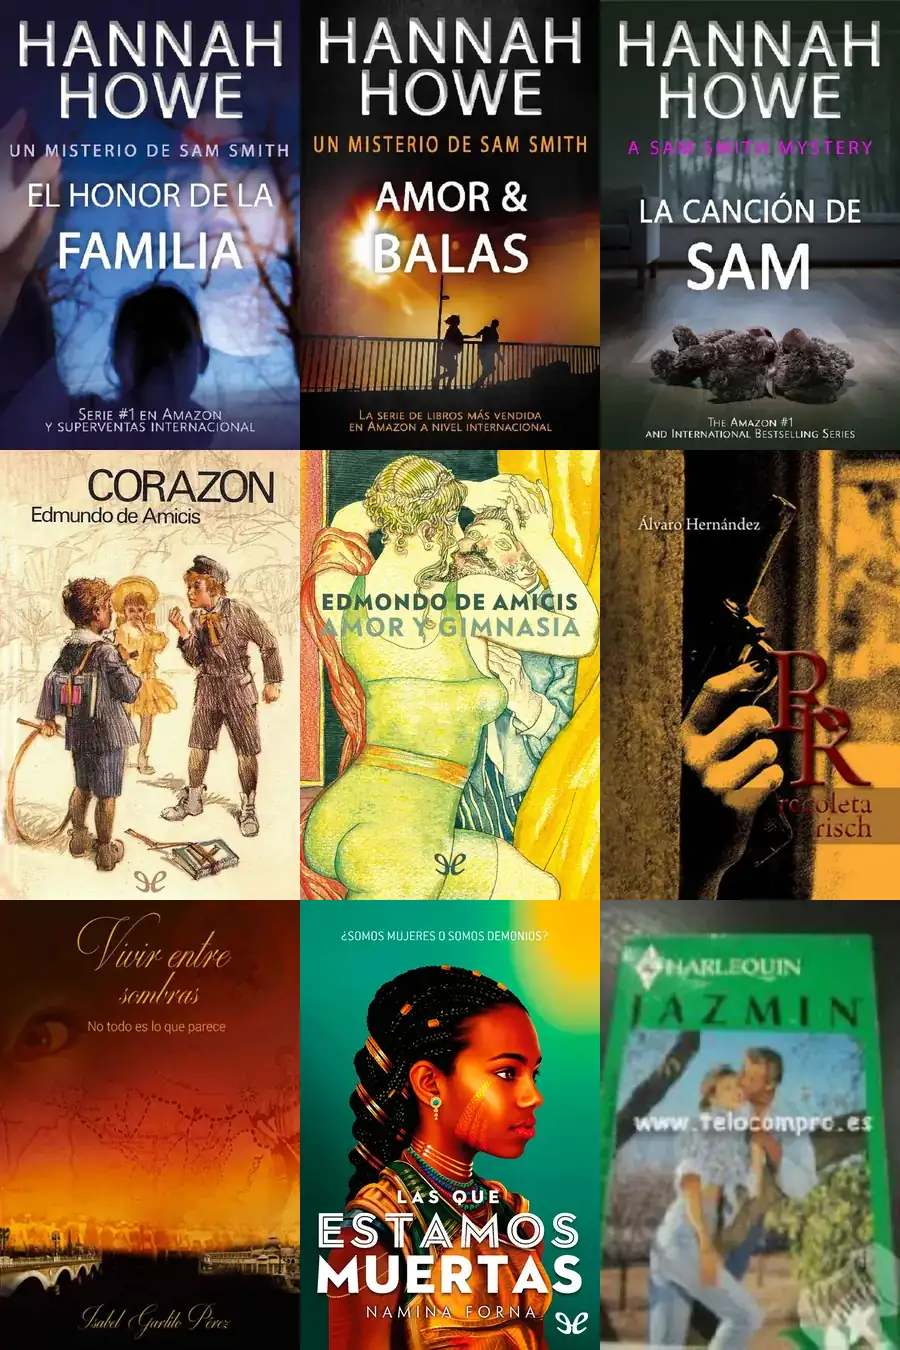 HANNAH
HOWE
UN MISTERIO DE SAM SMITH
EL HONOR DE LA
FAMILIA
SERIE #1 EN AMAZON
Y SUPERVENTAS INTERNACIONAL
HANNAH
HOWE
UN MISTERIO DE SAM SMITH
AMOR &
BALAS
LA SERIE DE LIBROS MÁS VENDIDA
EN AMAZON A NIVEL INTERNACIONAL
HANNAH
HOWE
A SAM SMITH MYSTERY
LA CANCIÓN DE
SAM
THE AMAZON #1
AND INTERNATIONAL BESTSELLING SERIES
CORAZON
Edmundo de Amicis
EDMONDO DE AMICIS
AMOR Y GIMNASIA
Álvaro Hernández
R
R
recoleta
risch
Vivir entre
sombras
No todo es lo que parece
Isabel Garlito Pérez
¿SOMOS MUJERES O SOMOS DEMONIOS?
LAS QUE
ESTAMOS
MUERTAS
NAMINA FORNA
HARLEQUIN
JAZMIN
www.telocompro.es